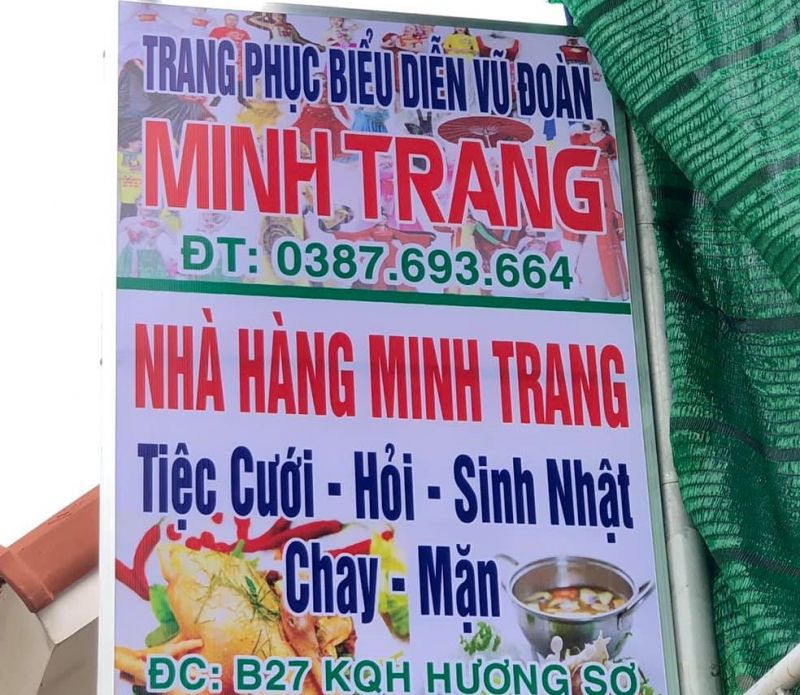 TRANG PHỤC BIỂU DIỄN VŨ ĐOÀN
MINH TRANG
ĐT: 0387.693.664
NHÀ HÀNG MINH TRANG
Tiệc Cưới - Hỏi - Sinh Nhật
Chay - Mặn
ĐC: B27 KQH HƯƠNG SƠ